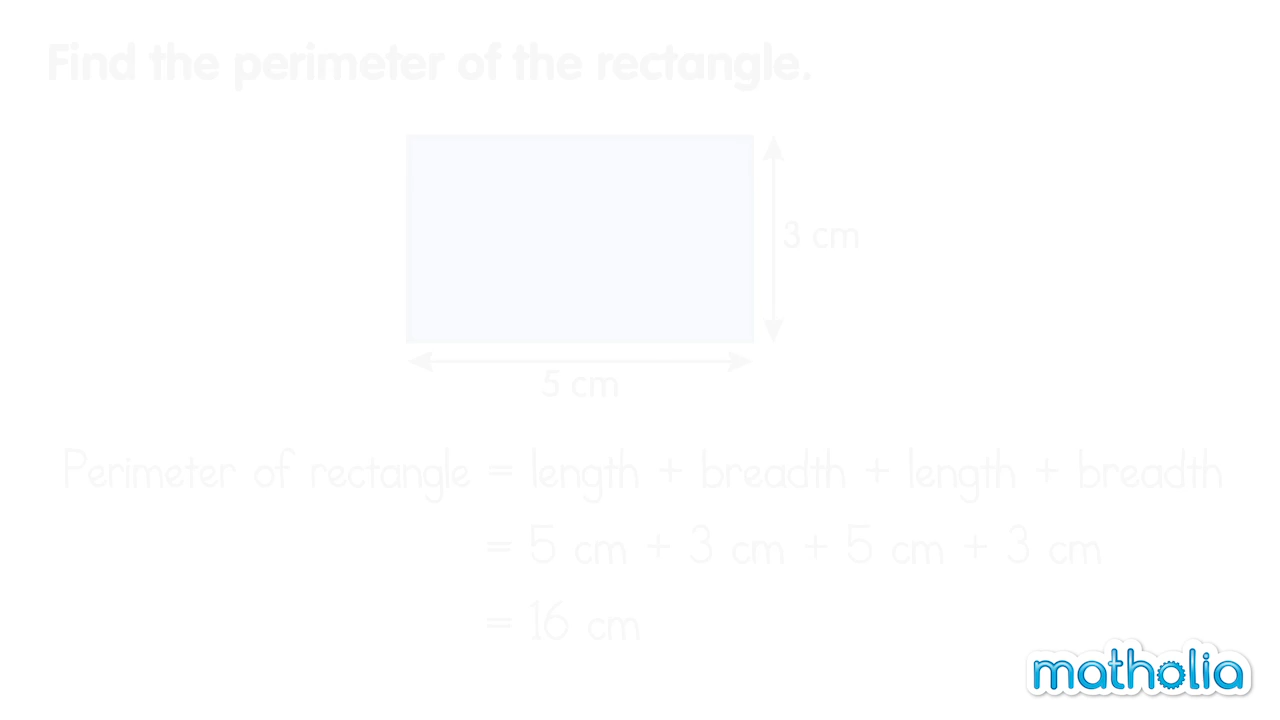 Find the perimeter of the rectangle.
3 cm
5 cm
Perimeter of rectangle = length + breadth + length + breadth
= 5 cm + 3 cm + 5 cm + 3 cm
= 16 cm
matholia